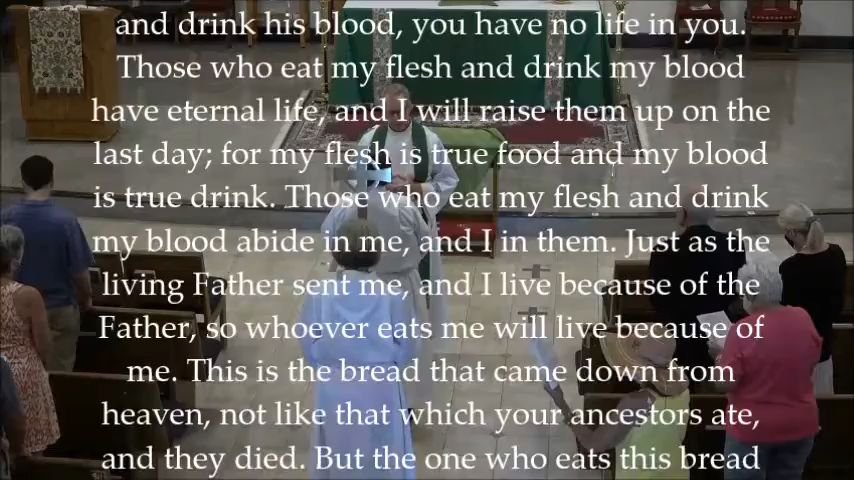 and drink his blood, you have no life in you.
Those who eat my flesh and drink my blood
have eternal life, and I will raise them up on the
last day; for my flesh is true food and my blood
is true drink. Those who eat my flesh and drink
my blood abide in me, and I in them. Just as the
living Father sent me, and I live because of the
Father, so whoever eats me will live because of
me. This is the bread that came down from
heaven, not like that which your ancestors ate,
and they died. But the one who eats this bread